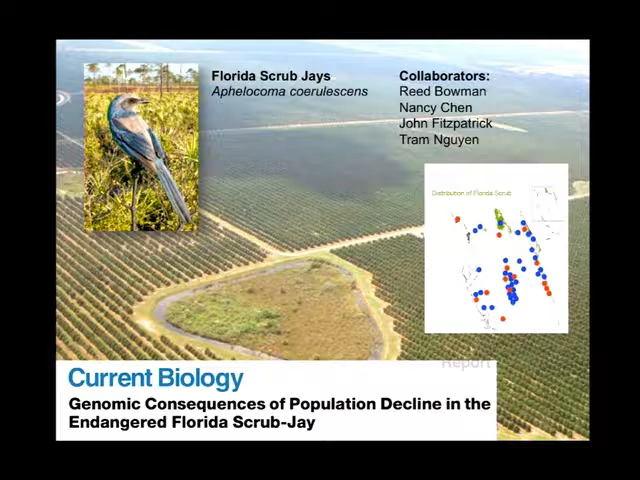 Florida Scrub Jays
Aphelocoma coerulescens
Collaborators:
Reed Bowman
Nancy Chen
John Fitzpatrick
Tram Nguyen
Distribution of Florida Scrub
Report
Current Biology
Genomic Consequences of Population Decline in the
Endangered Florida Scrub-Jay